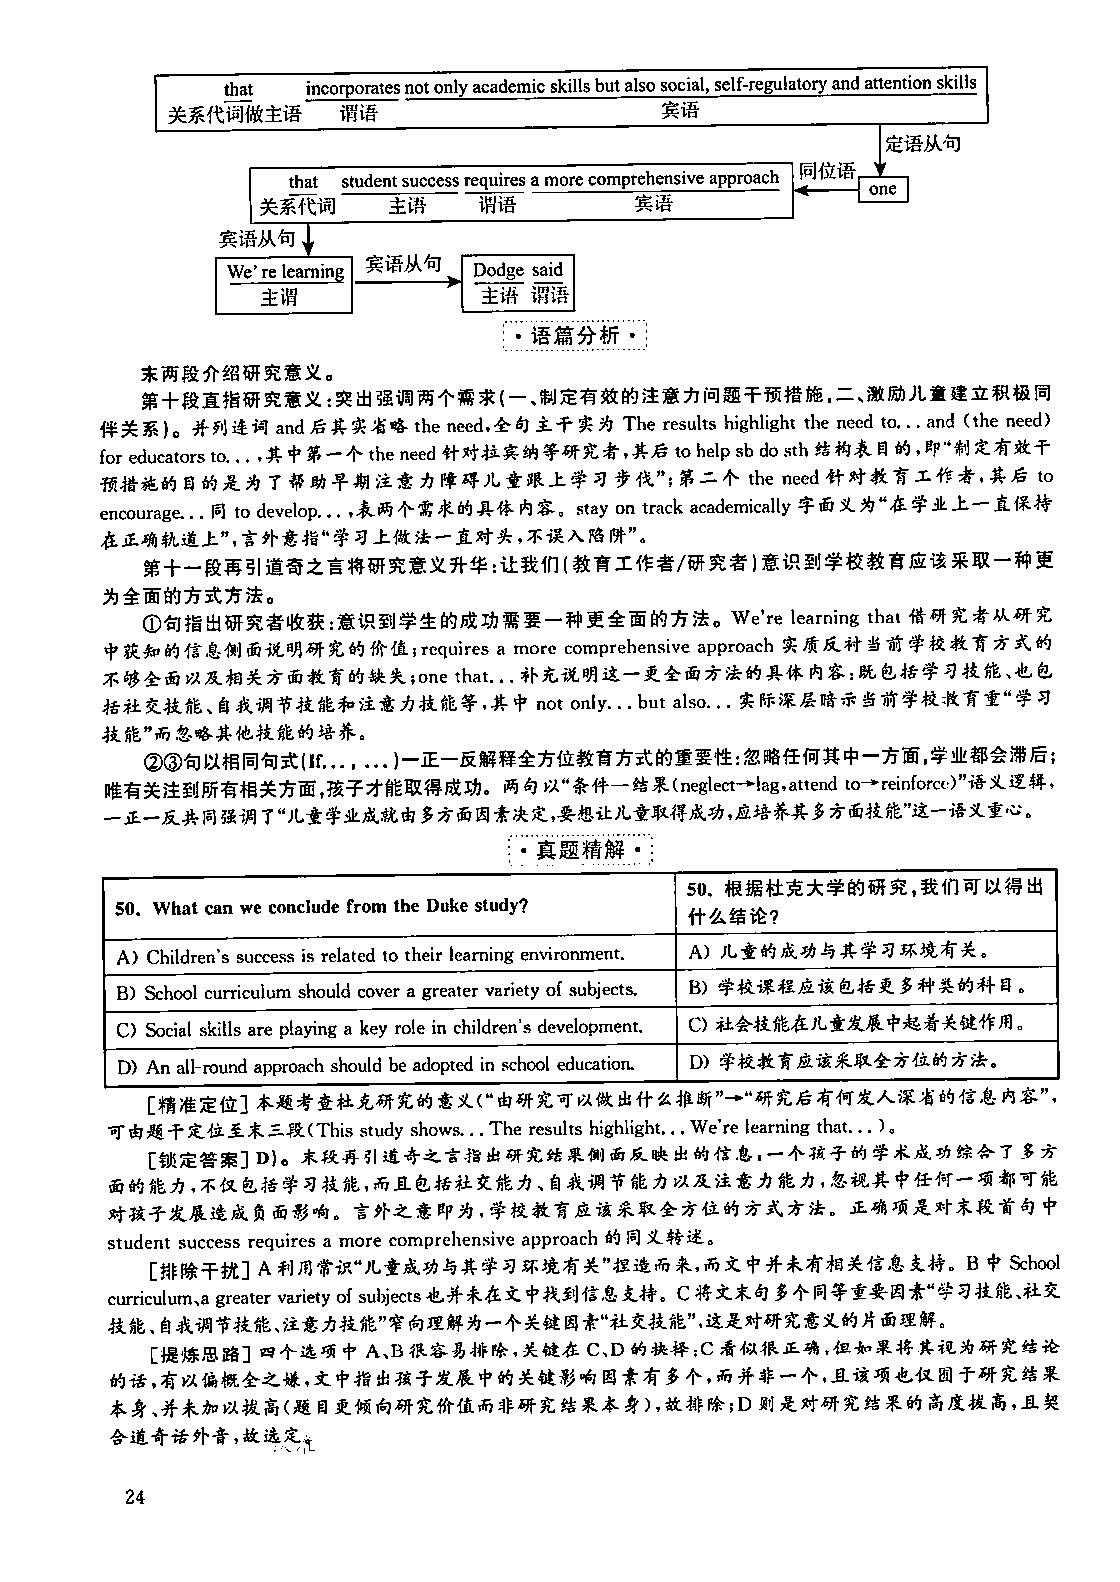 that incorporates not only academic skills but also social, self-regulatory and attention skills
关系代词做主语 谓语 宾语
定语从句
that student success requires a more comprehensive approach
同位语
one
关系代词 主语 谓语 宾语
宾语从句
We're learning
宾语从句
Dodge said
主谓
主语 谓语
·语篇分析·
末两段介绍研究意义。
第十段直指研究意义:突出强调两个需求(一、制定有效的注意力问题干预措施,二、激励儿童建立积极同
伴关系)。并列连词 and 后其实省略 the need,全句主干实为 The results highlight the need to... and (the need)
for educators to...,其中第一个 the need 针对拉宾纳等研究者,其后 to help sb do sth 结构表目的,即“制定有效干
预措施的目的是为了帮助早期注意力障碍儿童跟上学习步伐”;第二个 the need 针对教育工作者,其后 to
encourage... 同 to develop...,表两个需求的具体内容。stay on track academically 字面义为“在学业上一直保持
在正确轨道上”,言外意指“学习上做法一直对头,不误入陷阱”。
第十一段再引道奇之言将研究意义升华:让我们(教育工作者/研究者)意识到学校教育应该采取一种更
为全面的方式方法。
①句指出研究者收获:意识到学生的成功需要一种更全面的方法。We're learning that 借研究者从研究
中获知的信息侧面说明研究的价值;requires a more comprehensive approach 实质反衬当前学校教育方式的
不够全面以及相关方面教育的缺失;one that... 补充说明这一更全面方法的具体内容:既包括学习技能、也包
括社交技能、自我调节技能和注意力技能等,其中 not only... but also... 实际深层暗示当前学校教育重“学习
技能”而忽略其他技能的培养。
②③句以相同句式(If..., ...)一正一反解释全方位教育方式的重要性:忽略任何其中一方面,学业都会滞后;
唯有关注到所有相关方面,孩子才能取得成功。两句以“条件—结果(neglect→lag,attend to→reinforce)”语义逻辑,
一正一反共同强调了“儿童学业成就由多方面因素决定,要想让儿童取得成功,应培养其多方面技能”这一语义重心。
·真题精解·
50. What can we conclude from the Duke study?
50. 根据杜克大学的研究,我们可以得出
什么结论?
A) Children's success is related to their learning environment.
A) 儿童的成功与其学习环境有关。
B) School curriculum should cover a greater variety of subjects.
B) 学校课程应该包括更多种类的科目。
C) Social skills are playing a key role in children's development.
C) 社会技能在儿童发展中起着关键作用。
D) An all-round approach should be adopted in school education.
D) 学校教育应该采取全方位的方法。
[精准定位] 本题考查杜克研究的意义(“由研究可以做出什么推断”→“研究后有何发人深省的信息内容”,
可由题干定位至末三段(This study shows... The results highlight... We're learning that...)。
[锁定答案] D)。末段再引道奇之言指出研究结果侧面反映出的信息,一个孩子的学术成功综合了多方
面的能力,不仅包括学习技能,而且包括社交能力、自我调节能力以及注意力能力,忽视其中任何一项都可能
对孩子发展造成负面影响。言外之意即为,学校教育应该采取全方位的方式方法。正确项是对末段首句中
student success requires a more comprehensive approach 的同义转述。
[排除干扰] A 利用常识“儿童成功与其学习环境有关”捏造而来,而文中并未有相关信息支持。B 中 School
curriculum、a greater variety of subjects 也并未在文中找到信息支持。C 将文末句多个同等重要因素“学习技能、社交
技能、自我调节技能、注意力技能”窄向理解为一个关键因素“社交技能”,这是对研究意义的片面理解。
[提炼思路] 四个选项中 A、B 很容易排除,关键在 C、D 的抉择:C 看似很正确,但如果将其视为研究结论
的话,有以偏概全之嫌,文中指出孩子发展中的关键影响因素有多个,而并非一个,且该项也仅囿于研究结果
本身、并未加以拔高(题目更倾向研究价值而非研究结果本身),故排除;D 则是对研究结果的高度拔高,且契
合道奇话外音,故选定。
24